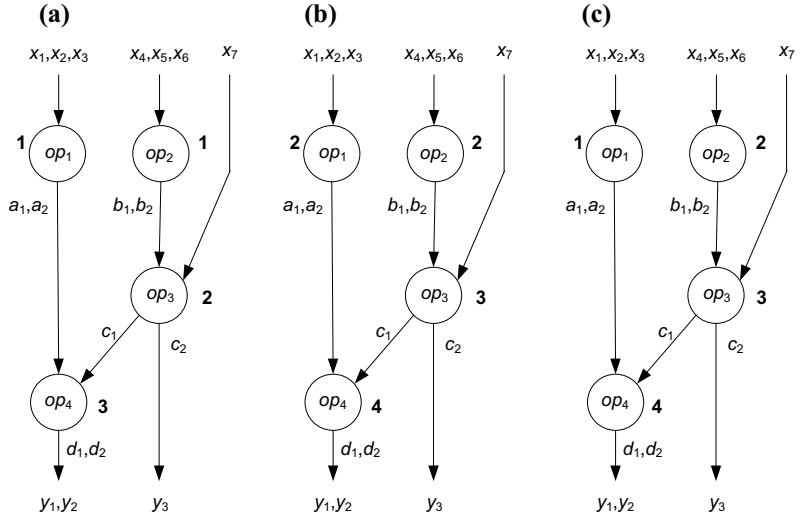 (a) (b) (c)
x₁,x₂,x₃ x₄,x₅,x₆ x₇ x₁,x₂,x₃ x₄,x₅,x₆ x₇ x₁,x₂,x₃ x₄,x₅,x₆ x₇
1 op₁ op₂ 1 2 op₁ op₂ 2 1 op₁ op₂ 2
a₁,a₂ b₁,b₂ a₁,a₂ b₁,b₂ a₁,a₂ b₁,b₂
op₃ 2 op₃ 3 op₃ 3
c₁ c₂ c₁ c₂ c₁ c₂
op₄ 3 op₄ 4 op₄ 4
d₁,d₂ d₁,d₂ d₁,d₂
y₁,y₂ y₃ y₁,y₂ y₃ y₁,y₂ y₃